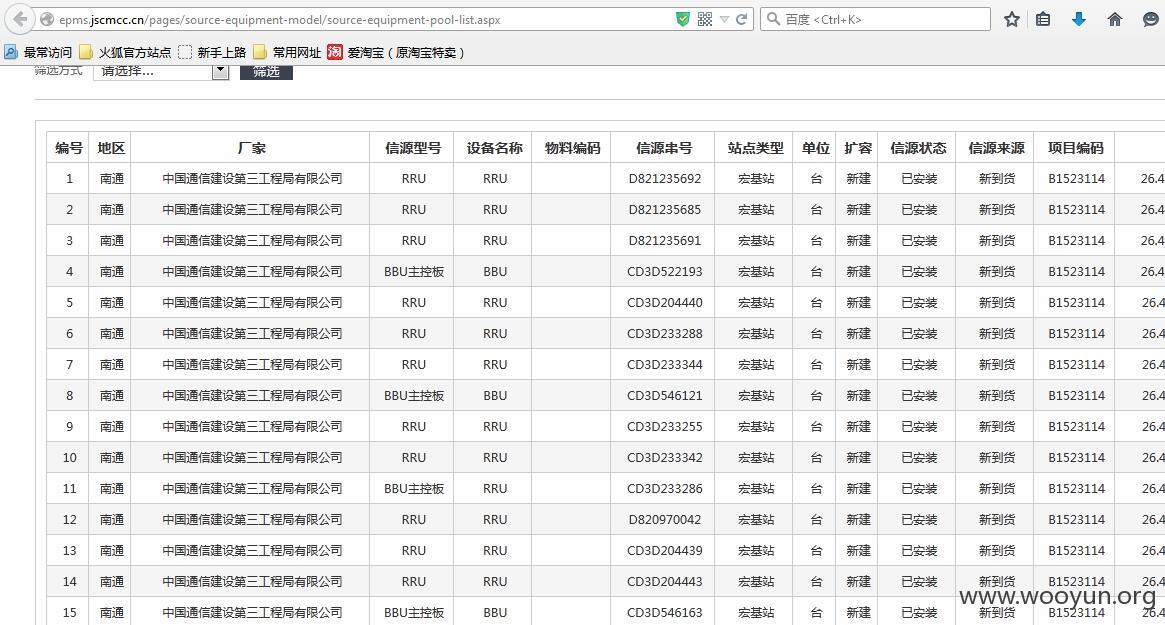 epms.jscmcc.cn/pages/source-equipment-model/source-equipment-pool-list.aspx 百度 <Ctrl+K>
最常访问 火狐官方站点 新手上路 常用网址 淘 爱淘宝（原淘宝特卖）
筛选方式 请选择... 筛选
编号 地区 厂家 信源型号 设备名称 物料编码 信源串号 站点类型 单位 扩容 信源状态 信源来源 项目编码
1 南通 中国通信建设第三工程局有限公司 RRU RRU D821235692 宏基站 台 新建 已安装 新到货 B1523114 26.4
2 南通 中国通信建设第三工程局有限公司 RRU RRU D821235685 宏基站 台 新建 已安装 新到货 B1523114 26.4
3 南通 中国通信建设第三工程局有限公司 RRU RRU D821235691 宏基站 台 新建 已安装 新到货 B1523114 26.4
4 南通 中国通信建设第三工程局有限公司 BBU主控板 BBU CD3D522193 宏基站 台 新建 已安装 新到货 B1523114 26.4
5 南通 中国通信建设第三工程局有限公司 RRU RRU CD3D204440 宏基站 台 新建 已安装 新到货 B1523114 26.4
6 南通 中国通信建设第三工程局有限公司 RRU RRU CD3D233288 宏基站 台 新建 已安装 新到货 B1523114 26.4
7 南通 中国通信建设第三工程局有限公司 RRU RRU CD3D233344 宏基站 台 新建 已安装 新到货 B1523114 26.4
8 南通 中国通信建设第三工程局有限公司 BBU主控板 BBU CD3D546121 宏基站 台 新建 已安装 新到货 B1523114 26.4
9 南通 中国通信建设第三工程局有限公司 RRU RRU CD3D233255 宏基站 台 新建 已安装 新到货 B1523114 26.4
10 南通 中国通信建设第三工程局有限公司 RRU RRU CD3D233342 宏基站 台 新建 已安装 新到货 B1523114 26.4
11 南通 中国通信建设第三工程局有限公司 BBU主控板 RRU CD3D233286 宏基站 台 新建 已安装 新到货 B1523114 26.4
12 南通 中国通信建设第三工程局有限公司 RRU RRU D820970042 宏基站 台 新建 已安装 新到货 B1523114 26.4
13 南通 中国通信建设第三工程局有限公司 RRU RRU CD3D204439 宏基站 台 新建 已安装 新到货 B1523114 26.4
14 南通 中国通信建设第三工程局有限公司 RRU RRU CD3D204443 宏基站 台 新建 已安装 新到货 B1523114 26.4
15 南通 中国通信建设第三工程局有限公司 BBU主控板 BBU CD3D546163 宏基站 台 新建 已安装 新到货 B1523114 26.4
www.wooyun.org